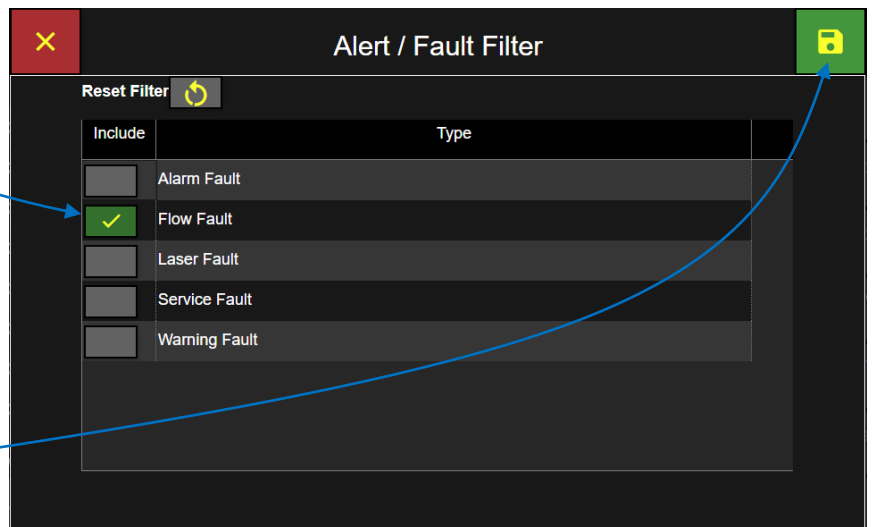 Alert / Fault Filter
Reset Filter
Include Type
Alarm Fault
Flow Fault
Laser Fault
Service Fault
Warning Fault